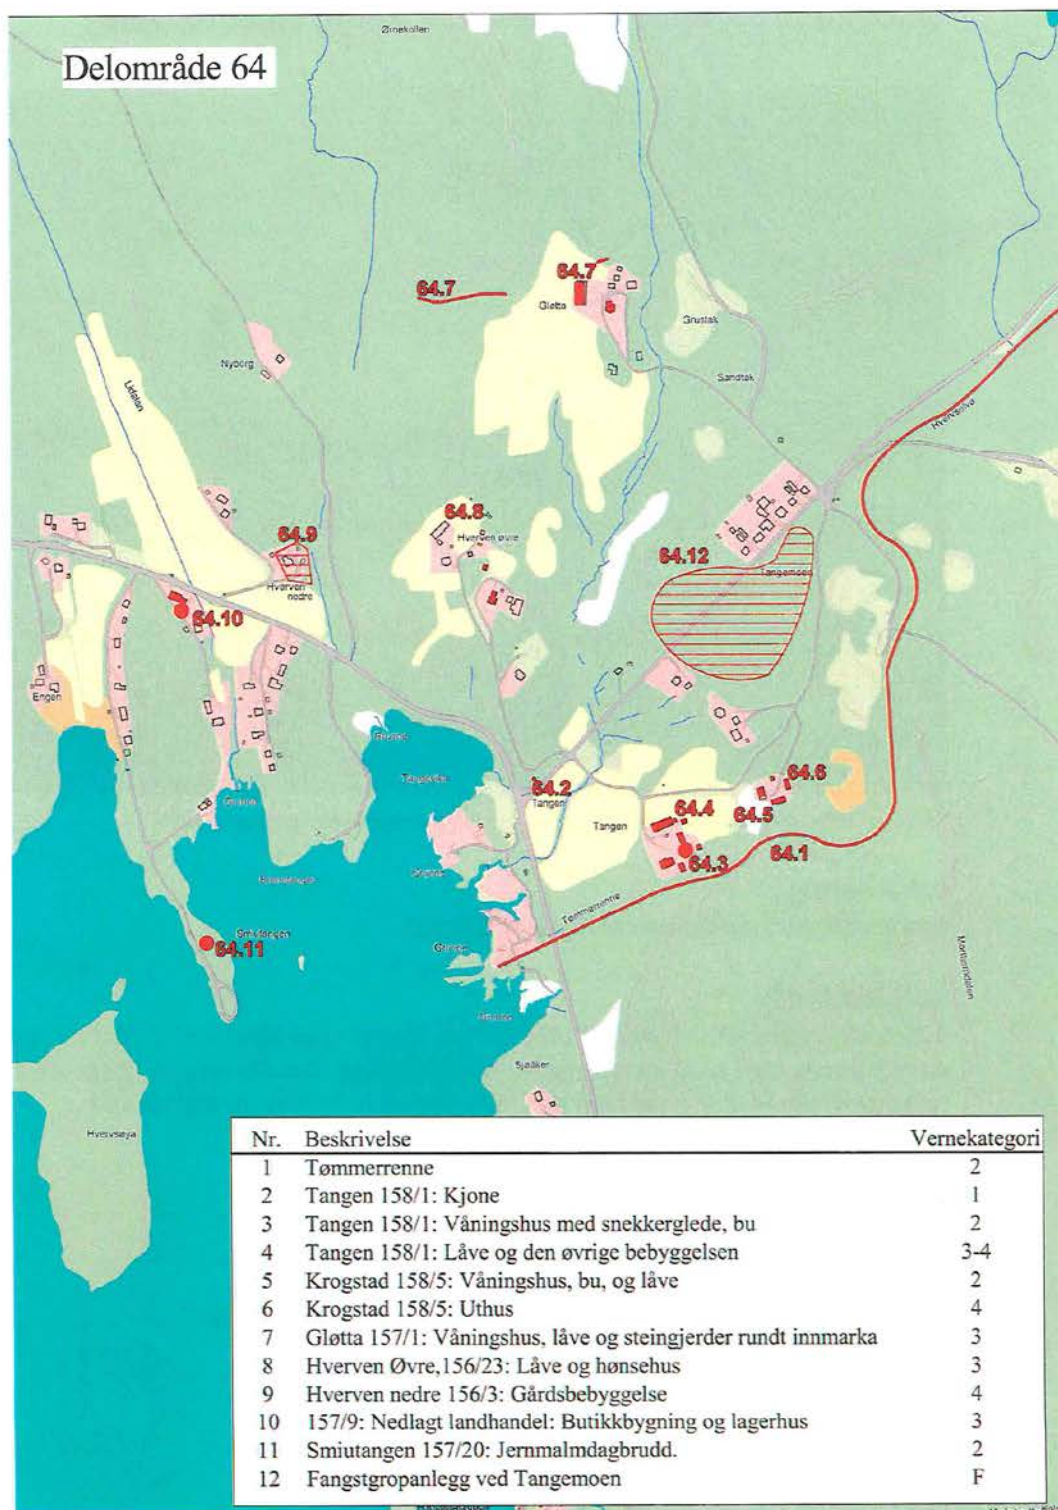 Ørnekollen
Delområde 64
64.7
64.7
Gløtta
Grustak
Nyborg
Sandtak
Lidalen
Hverselva
64.8
Hverven øvre
64.9
64.12
Tangemoen
Hverven
nedre
64.10
Engen
Tangen
64.2
Tangen
64.6
64.5
64.4
64.3
64.1
Tømmerrenne
Smiutangen
64.11
Sjøåker
Nr. Beskrivelse Vernekategori
1 Tømmerrenne 2
2 Tangen 158/1: Kjone 1
3 Tangen 158/1: Våningshus med snekkerglede, bu 2
4 Tangen 158/1: Låve og den øvrige bebyggelsen 3-4
5 Krogstad 158/5: Våningshus, bu, og låve 2
6 Krogstad 158/5: Uthus 4
7 Gløtta 157/1: Våningshus, låve og steingjerder rundt innmarka 3
8 Hverven Øvre,156/23: Låve og hønsehus 3
9 Hverven nedre 156/3: Gårdsbebyggelse 4
10 157/9: Nedlagt landhandel: Butikkbygning og lagerhus 3
11 Smiutangen 157/20: Jernmalmdagbrudd. 2
12 Fangstgropanlegg ved Tangemoen F